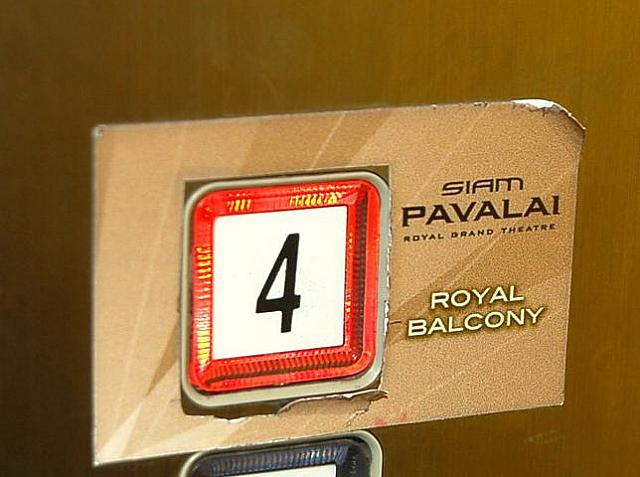 4
SIAM
PAVALAI
ROYAL GRAND THEATRE
ROYAL
BALCONY